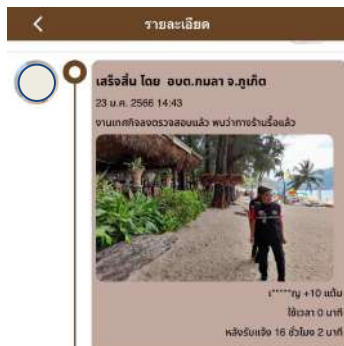 รายละเอียด
เสร็จสิ้น โดย อบต.กมลา จ.ภูเก็ต
23 ม.ค. 2566 14:43
งานเทศกิจลงตรวจสอบแล้ว พบว่าทางร้านรื้อแล้ว
เ*****ญ +10 แต้ม
ใช้เวลา 0 นาที
หลังรับแจ้ง 16 ชั่วโมง 2 นาที